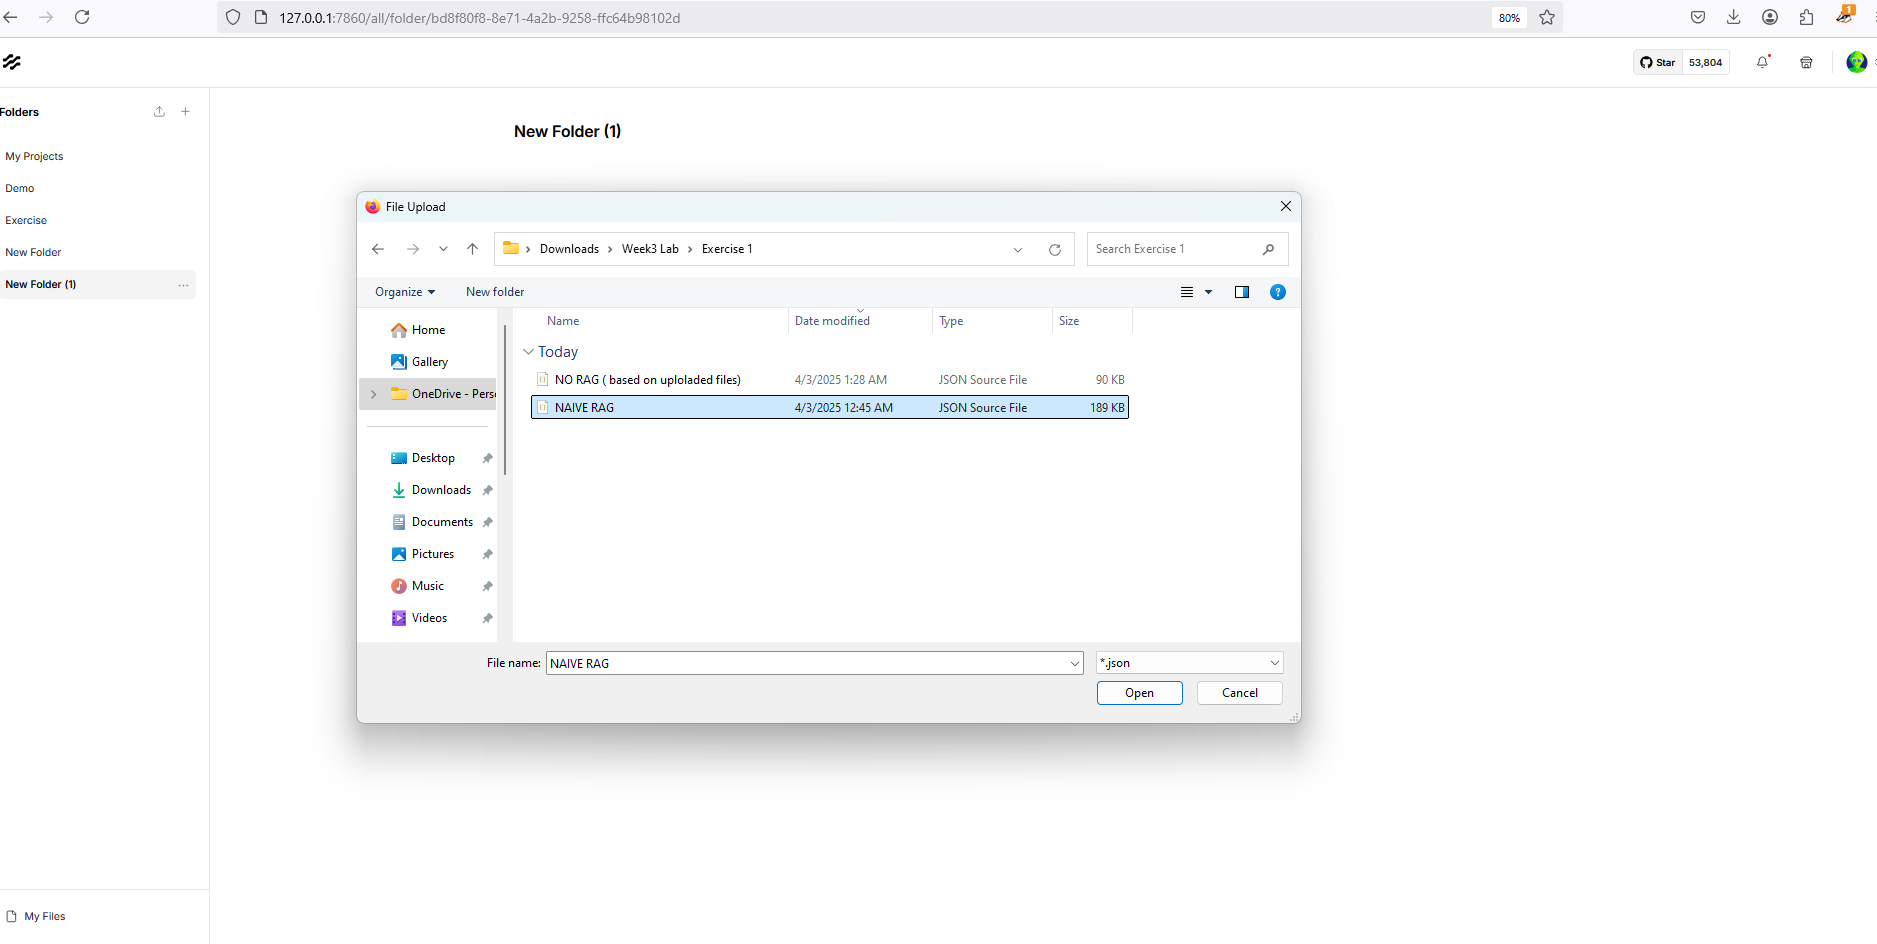 127.0.0.1:7860/all/folder/bd8f80f8-8e71-4a2b-9258-ffc64b98102d
80%
1
Star 53,804
Folders
My Projects
Demo
Exercise
New Folder
New Folder (1)
My Files
New Folder (1)
File Upload
Downloads > Week3 Lab > Exercise 1
Search Exercise 1
Organize New folder
?
Home
Gallery
OneDrive - Perso
Desktop
Downloads
Documents
Pictures
Music
Videos
Name Date modified Type Size
Today
NO RAG ( based on uploladed files) 4/3/2025 1:28 AM JSON Source File 90 KB
NAIVE RAG 4/3/2025 12:45 AM JSON Source File 189 KB
File name: NAIVE RAG *.json
Open Cancel